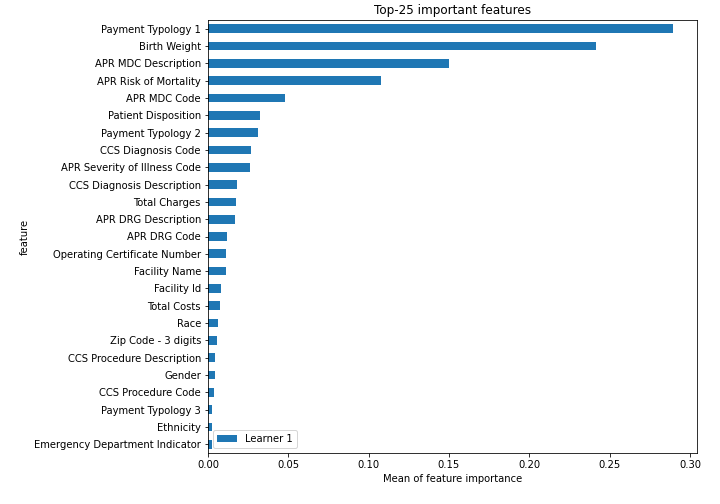 Top-25 important features
Payment Typology 1
Birth Weight
APR MDC Description
APR Risk of Mortality
APR MDC Code
Patient Disposition
Payment Typology 2
CCS Diagnosis Code
APR Severity of Illness Code
CCS Diagnosis Description
Total Charges
APR DRG Description
APR DRG Code
Operating Certificate Number
Facility Name
Facility Id
Total Costs
Race
Zip Code - 3 digits
CCS Procedure Description
Gender
CCS Procedure Code
Payment Typology 3
Ethnicity
Emergency Department Indicator
feature
Learner 1
0.00 0.05 0.10 0.15 0.20 0.25 0.30
Mean of feature importance